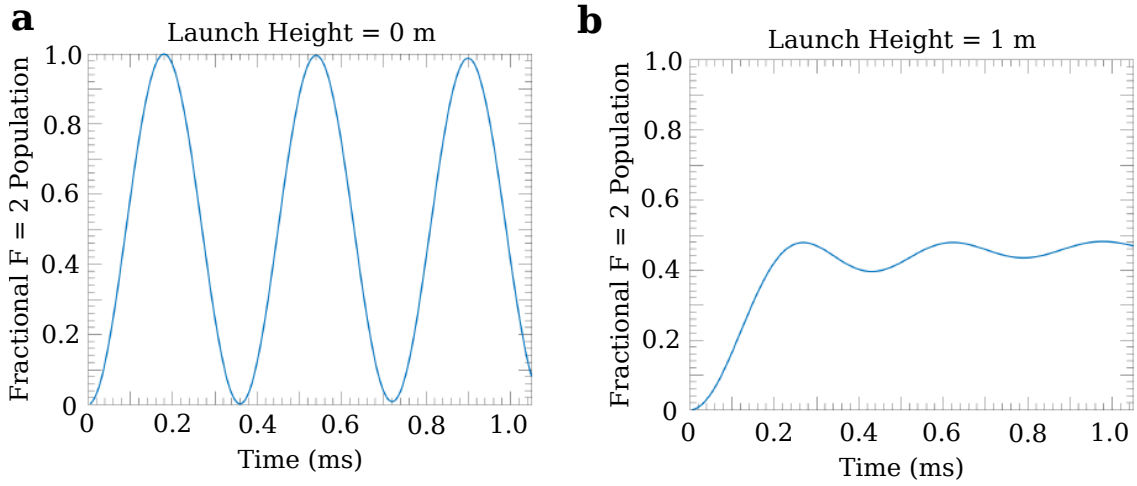 a
Launch Height = 0 m
Fractional F = 2 Population
1.0
0.8
0.6
0.4
0.2
0
0 0.2 0.4 0.6 0.8 1.0
Time (ms)
b
Launch Height = 1 m
Fractional F = 2 Population
1.0
0.8
0.6
0.4
0.2
0
0 0.2 0.4 0.6 0.8 1.0
Time (ms)